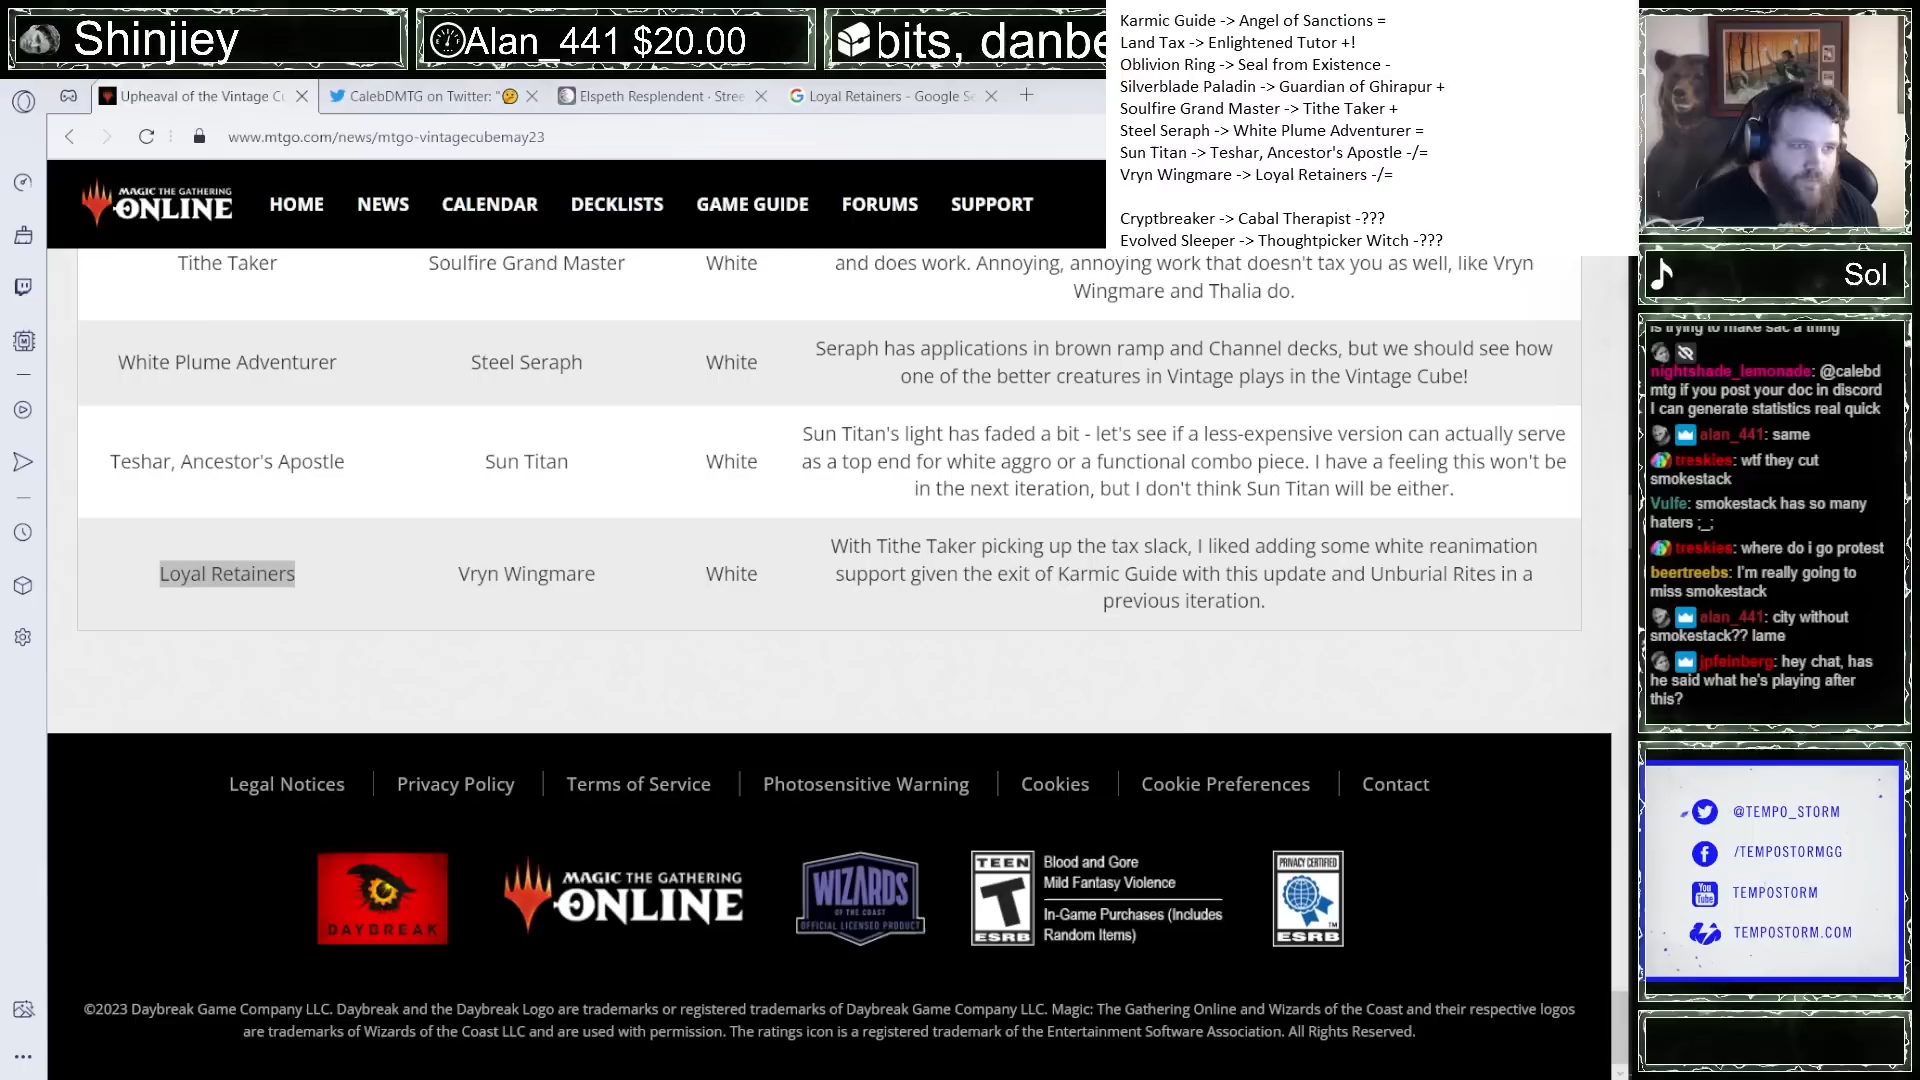 Shinjiey
Alan_441 $20.00
bits, danbe
Karmic Guide -> Angel of Sanctions =
Land Tax -> Enlightened Tutor +!
Oblivion Ring -> Seal from Existence -
Silverblade Paladin -> Guardian of Ghirapur +
Soulfire Grand Master -> Tithe Taker +
Steel Seraph -> White Plume Adventurer =
Sun Titan -> Teshar, Ancestor's Apostle -/=
Vryn Wingmare -> Loyal Retainers -/=
Cryptbreaker -> Cabal Therapist -???
Evolved Sleeper -> Thoughtpicker Witch -???
Upheaval of the Vintage Cu
CalebDMTG on Twitter: "🤔
Elspeth Resplendent · Stree
Loyal Retainers - Google Se
www.mtgo.com/news/mtgo-vintagecubemay23
MAGIC THE GATHERING
ONLINE
HOME
NEWS
CALENDAR
DECKLISTS
GAME GUIDE
FORUMS
SUPPORT
Tithe Taker
Soulfire Grand Master
White
and does work. Annoying, annoying work that doesn't tax you as well, like Vryn
Wingmare and Thalia do.
White Plume Adventurer
Steel Seraph
White
Seraph has applications in brown ramp and Channel decks, but we should see how
one of the better creatures in Vintage plays in the Vintage Cube!
Teshar, Ancestor's Apostle
Sun Titan
White
Sun Titan's light has faded a bit - let's see if a less-expensive version can actually serve
as a top end for white aggro or a functional combo piece. I have a feeling this won't be
in the next iteration, but I don't think Sun Titan will be either.
Loyal Retainers
Vryn Wingmare
White
With Tithe Taker picking up the tax slack, I liked adding some white reanimation
support given the exit of Karmic Guide with this update and Unburial Rites in a
previous iteration.
Legal Notices
Privacy Policy
Terms of Service
Photosensitive Warning
Cookies
Cookie Preferences
Contact
DAYBREAK
MAGIC THE GATHERING
ONLINE
WIZARDS
OF THE COAST
OFFICIAL LICENSED PRODUCT
TEEN
T
ESRB
Blood and Gore
Mild Fantasy Violence
In-Game Purchases (Includes
Random Items)
PRIVACY CERTIFIED
ESRB
©2023 Daybreak Game Company LLC. Daybreak and the Daybreak Logo are trademarks or registered trademarks of Daybreak Game Company LLC. Magic: The Gathering Online and Wizards of the Coast and their respective logos
are trademarks of Wizards of the Coast LLC and are used with permission. The ratings icon is a registered trademark of the Entertainment Software Association. All Rights Reserved.
Sol
is trying to make sac a thing
nightshade_lemonade: @calebd
mtg if you post your doc in discord
I can generate statistics real quick
alan_441: same
treskies: wtf they cut
smokestack
Vulfe: smokestack has so many
haters ;_;
treskies: where do i go protest
beertreebs: I'm really going to
miss smokestack
alan_441: city without
smokestack?? lame
jpfeinberg: hey chat, has
he said what he's playing after
this?
@TEMPO_STORM
/TEMPOSTORMGG
You
Tube
TEMPOSTORM
TEMPOSTORM.COM